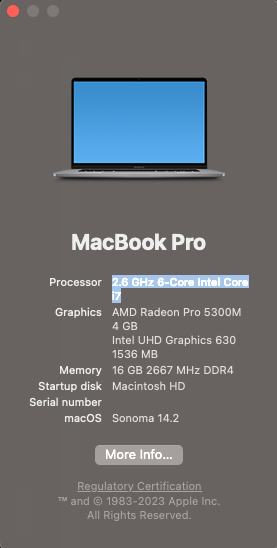 MacBook Pro
Processor 2.6 GHz 6-Core Intel Core
i7
Graphics AMD Radeon Pro 5300M
4 GB
Intel UHD Graphics 630
1536 MB
Memory 16 GB 2667 MHz DDR4
Startup disk Macintosh HD
Serial number
macOS Sonoma 14.2
More Info...
Regulatory Certification
™ and © 1983-2023 Apple Inc.
All Rights Reserved.